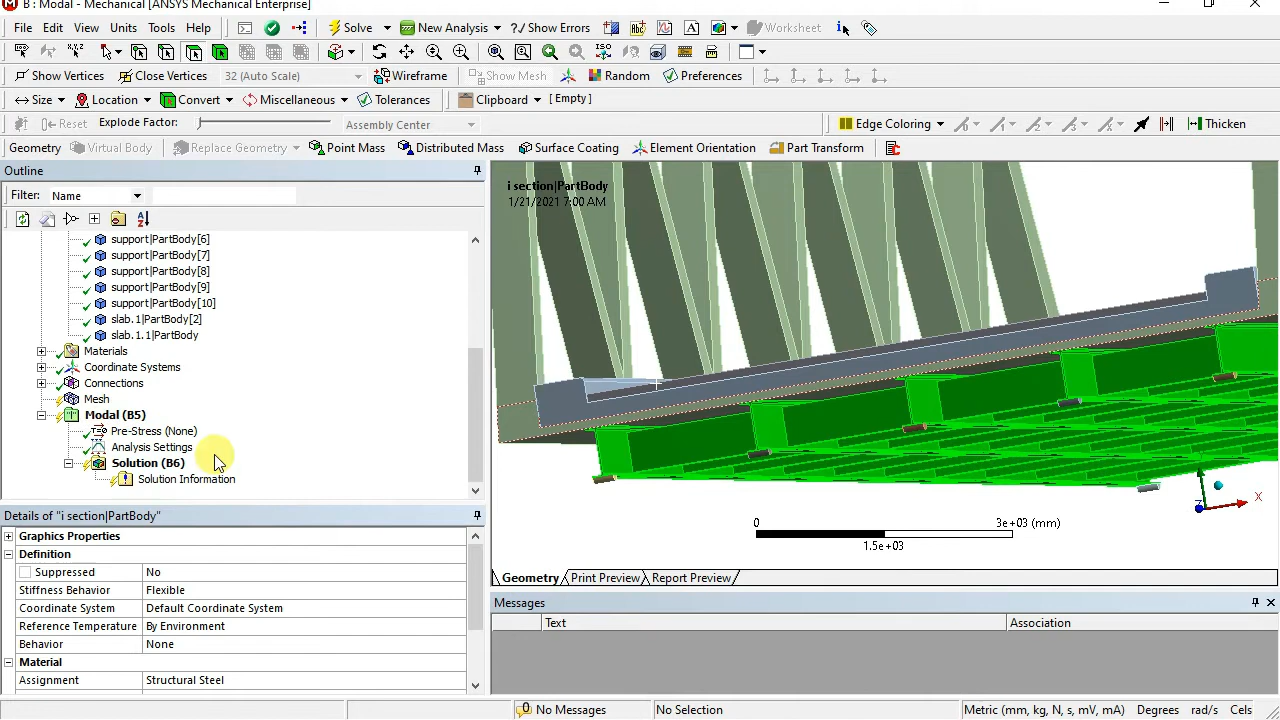 B : Modal - Mechanical [ANSYS Mechanical Enterprise]
File Edit View Units Tools Help Solve New Analysis ?/ Show Errors Worksheet
Show Vertices Close Vertices 32 (Auto Scale) Wireframe Show Mesh Random Preferences
Size Location Convert Miscellaneous Tolerances Clipboard [ Empty ]
Reset Explode Factor: Assembly Center Edge Coloring Thicken
Geometry Virtual Body Replace Geometry Point Mass Distributed Mass Surface Coating Element Orientation Part Transform
Outline
Filter: Name
support|PartBody[6]
support|PartBody[7]
support|PartBody[8]
support|PartBody[9]
support|PartBody[10]
slab.1|PartBody[2]
slab.1.1|PartBody
Materials
Coordinate Systems
Connections
Mesh
Modal (B5)
Pre-Stress (None)
Analysis Settings
Solution (B6)
Solution Information
i section|PartBody
1/21/2021 7:00 AM
X
0 3e+03 (mm)
1.5e+03
Geometry Print Preview Report Preview
Details of "i section|PartBody"
Graphics Properties
Definition
Suppressed No
Stiffness Behavior Flexible
Coordinate System Default Coordinate System
Reference Temperature By Environment
Behavior None
Material
Assignment Structural Steel
Messages
Text Association
No Messages No Selection Metric (mm, kg, N, s, mV, mA) Degrees rad/s Cels